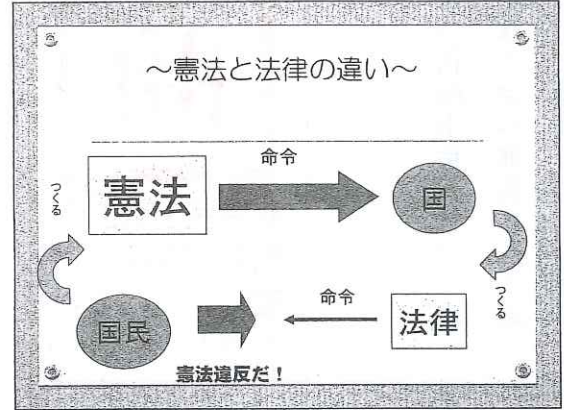 ～憲法と法律の違い～
命令
憲法
国
つくる
つくる
命令
国民
法律
憲法違反だ！